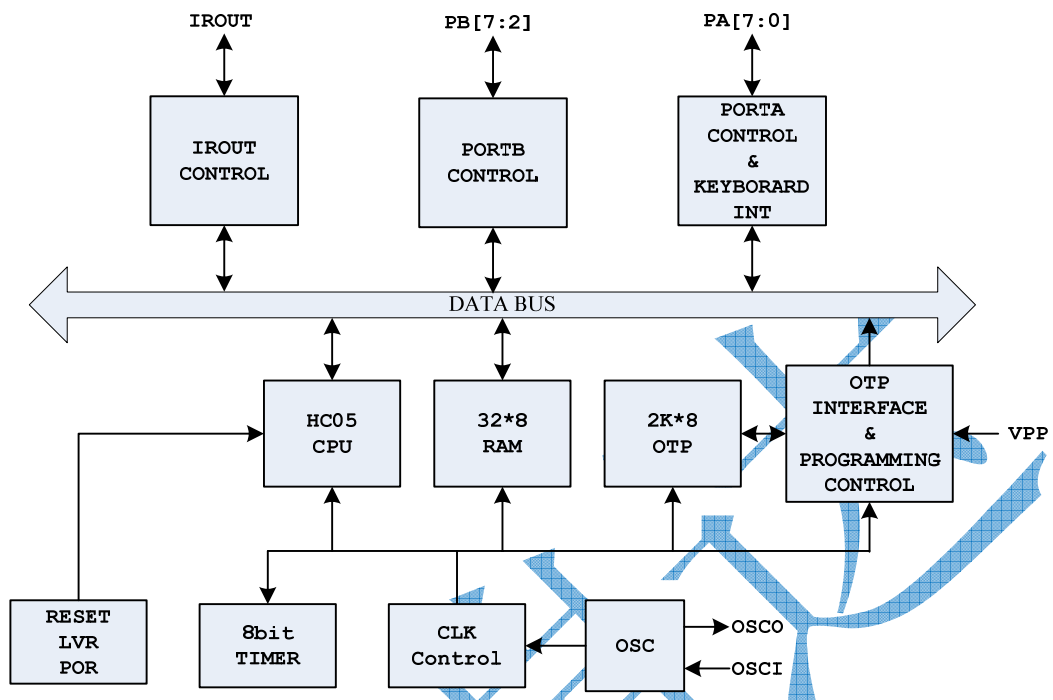 IROUT
PB[7:2]
PA[7:0]
IROUT
CONTROL
PORTB
CONTROL
PORTA
CONTROL
&
KEYBORARD
INT
DATA BUS
HC05
CPU
32*8
RAM
2K*8
OTP
OTP
INTERFACE
&
PROGRAMMING
CONTROL
VPP
RESET
LVR
POR
8bit
TIMER
CLK
Control
OSC
OSCO
OSCI